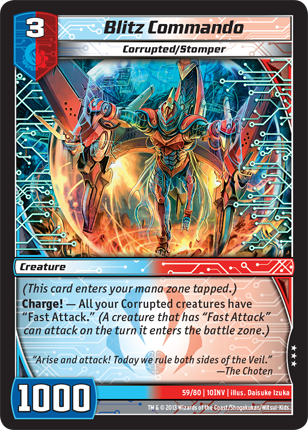 3
Blitz Commando
Corrupted/Stomper
Creature
(This card enters your mana zone tapped.)
Charge! — All your Corrupted creatures have
"Fast Attack." (A creature that has "Fast Attack"
can attack on the turn it enters the battle zone.)
"Arise and attack! Today we rule both sides of the Veil."
—The Choten
1000
59/80 | 10INV | illus. Daisuke Izuka
TM & © 2013 Wizards of the Coast/Shogakukan/Mitsui-Kids.